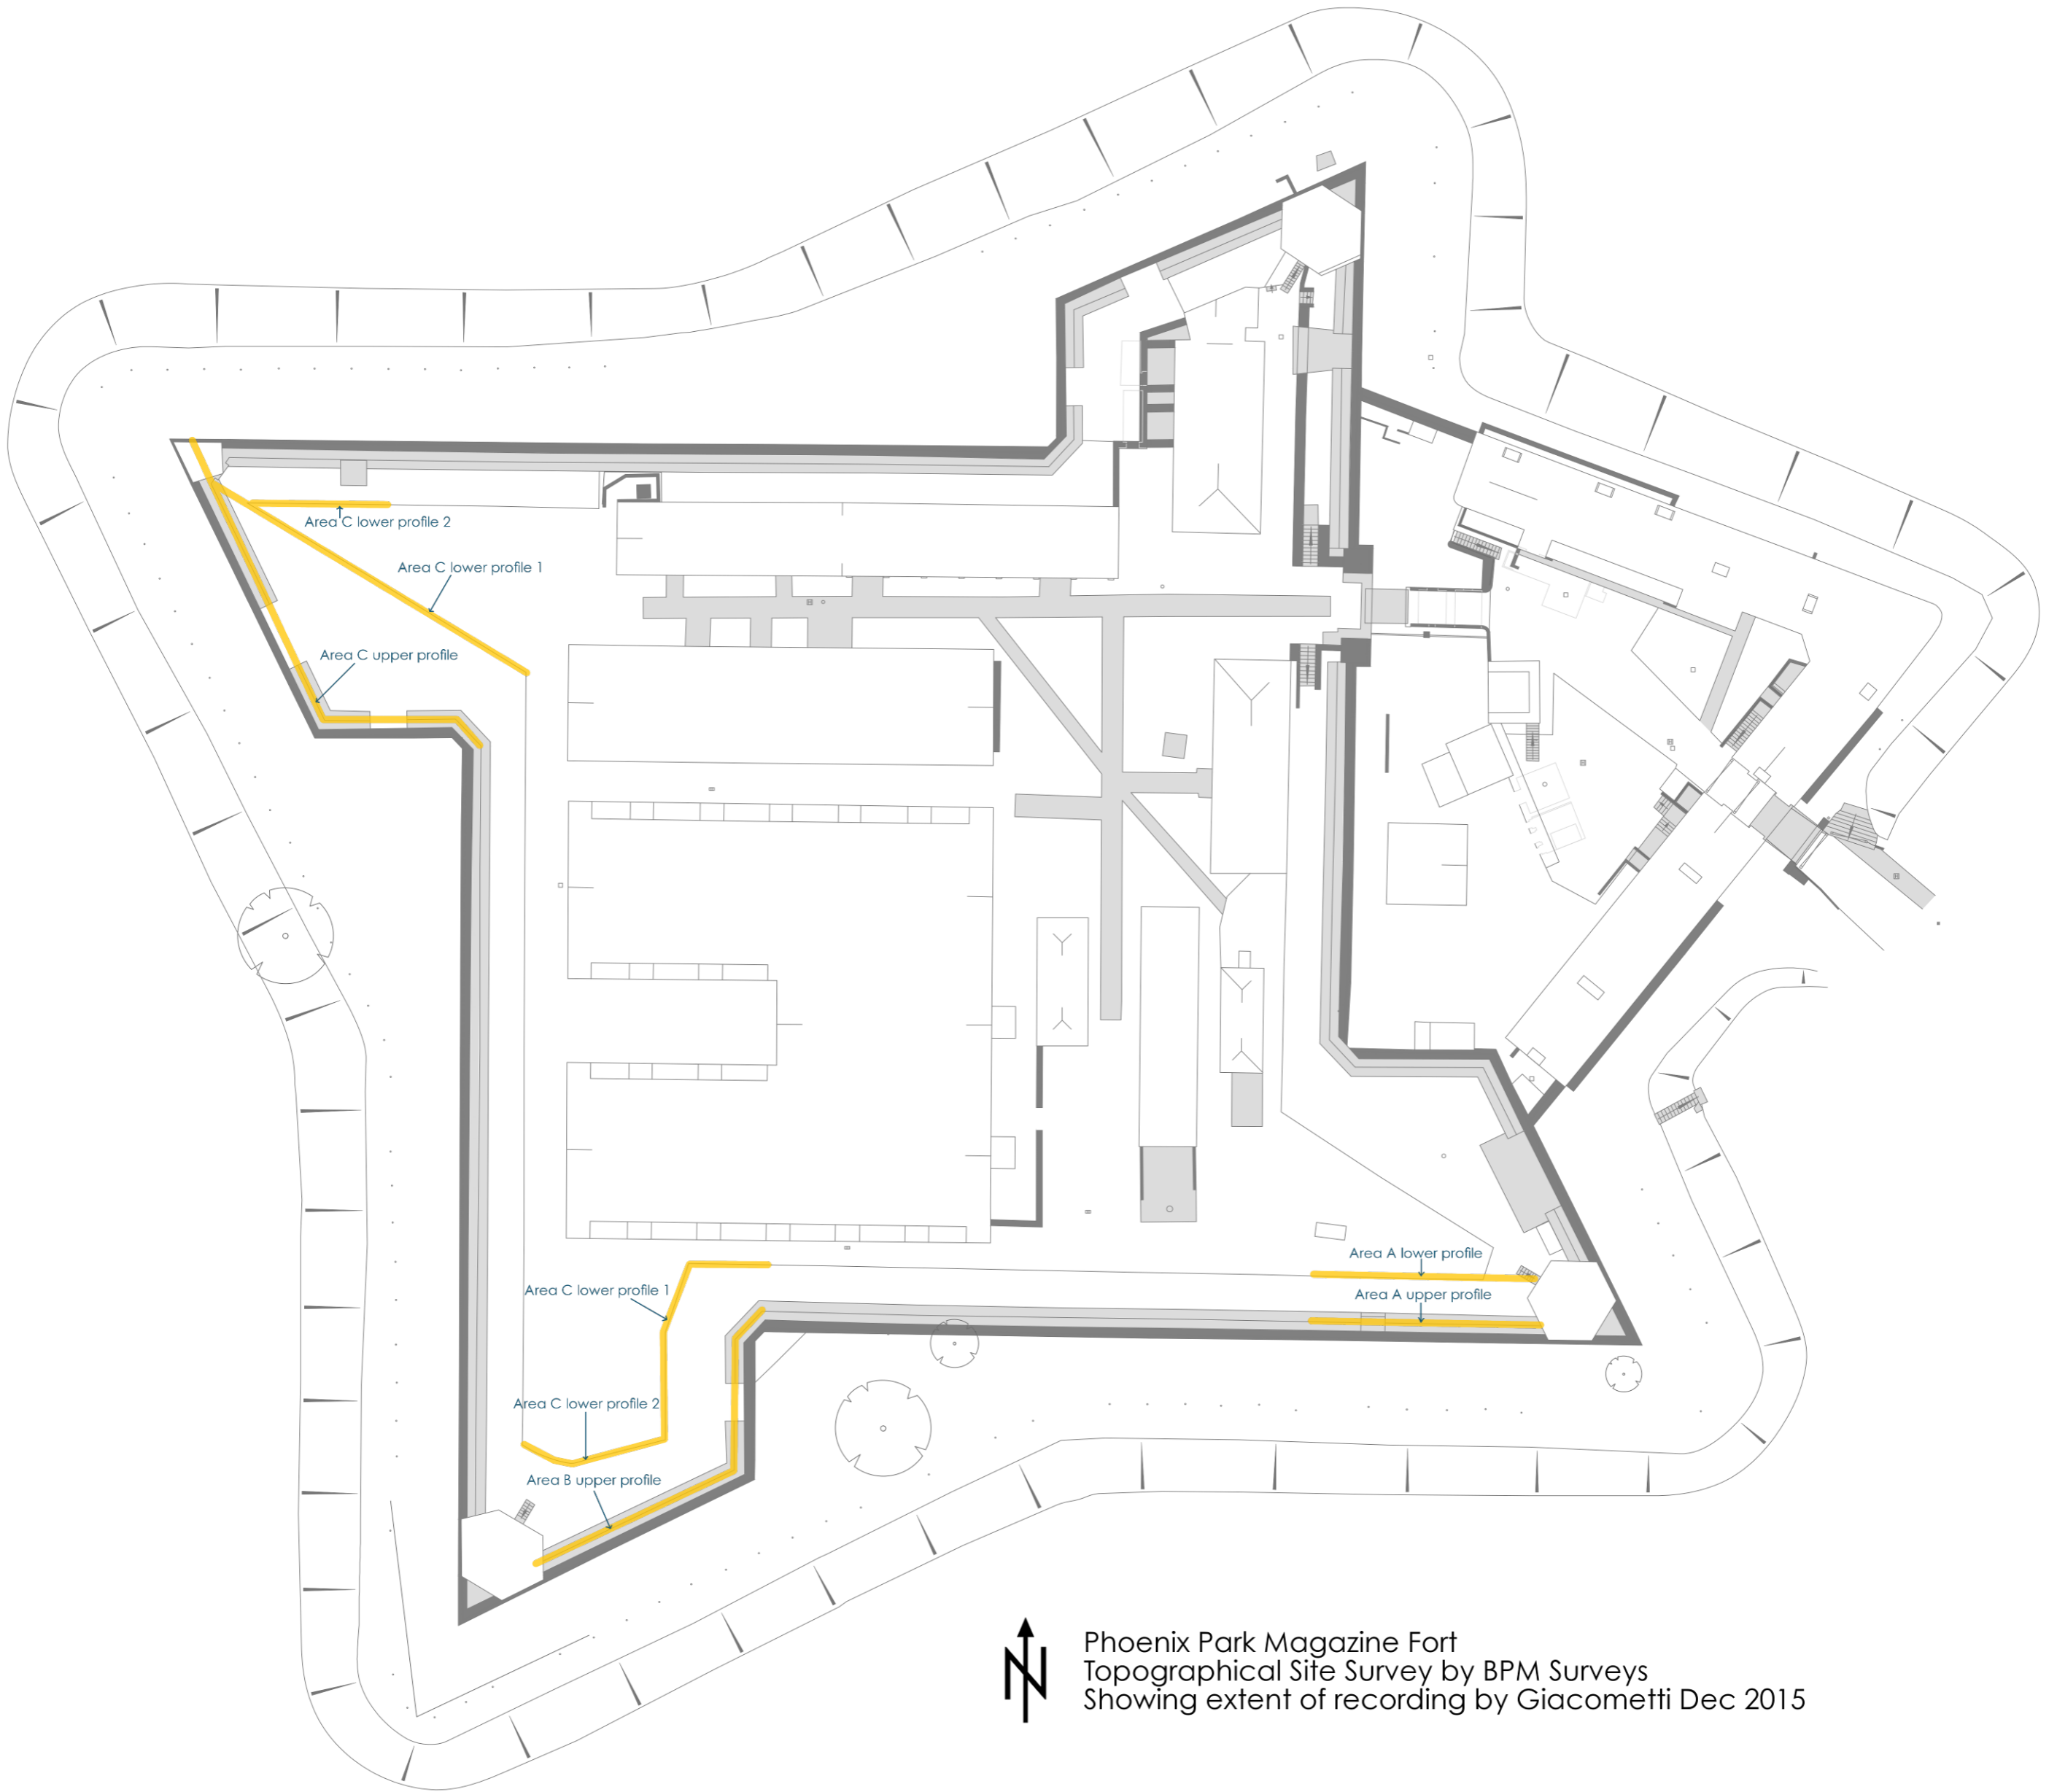 Area C lower profile 2
Area C lower profile 1
Area C upper profile
Area A lower profile
Area C lower profile 1
Area A upper profile
Area C lower profile 2
Area B upper profile
N
Phoenix Park Magazine Fort
Topographical Site Survey by BPM Surveys
Showing extent of recording by Giacometti Dec 2015